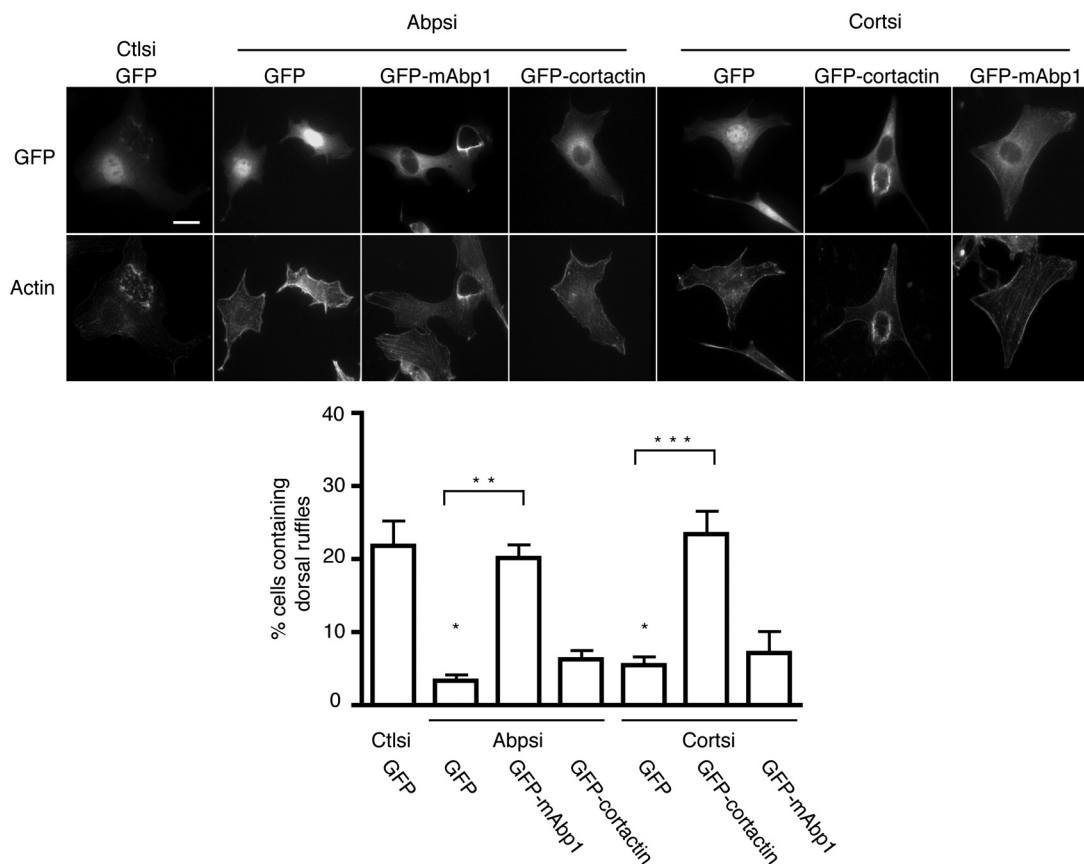 Abpsi Cortsi
Ctlsi
GFP GFP GFP-mAbp1 GFP-cortactin GFP GFP-cortactin GFP-mAbp1
GFP
Actin
% cells containing
dorsal ruffles
40
30
20
10
0
* * *
* *
* *
Ctlsi Abpsi Cortsi
GFP
GFP
GFP-mAbp1
GFP-cortactin
GFP
GFP-cortactin
GFP-mAbp1